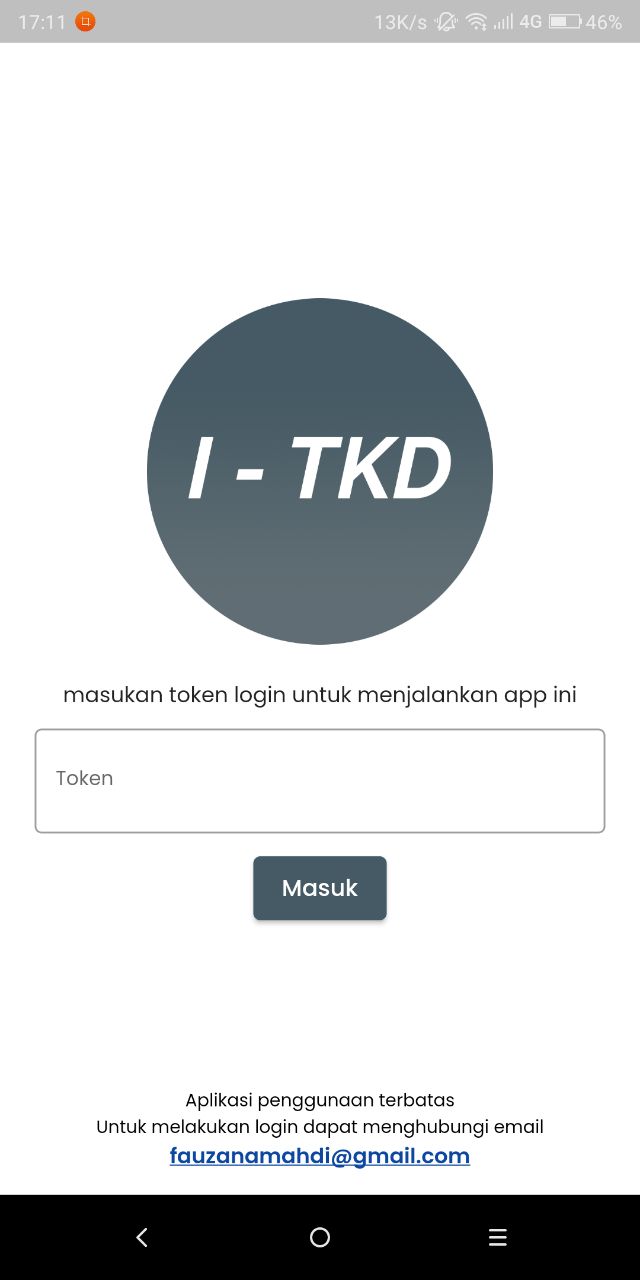 17:11 13K/s 4G 46%
I - TKD
masukan token login untuk menjalankan app ini
Token
Masuk
Aplikasi penggunaan terbatas
Untuk melakukan login dapat menghubungi email
fauzanamahdi@gmail.com